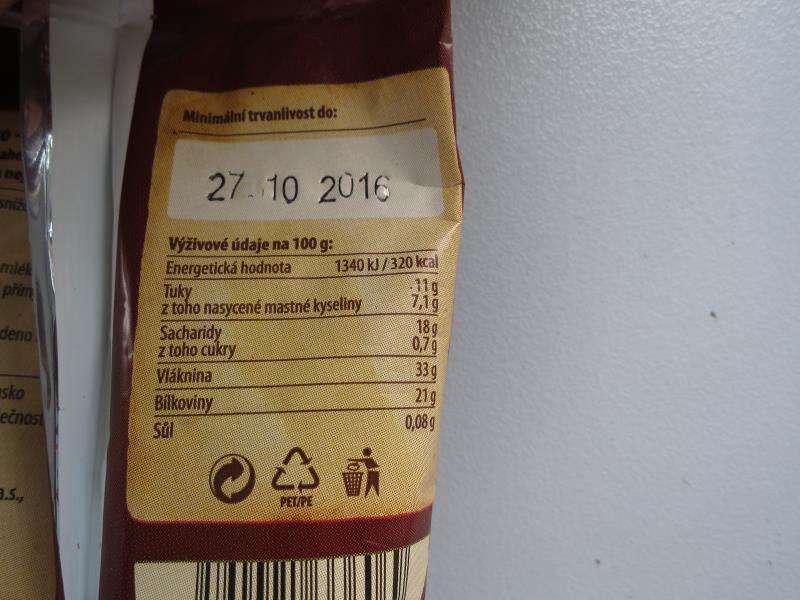 Minimální trvanlivost do:
27. 10 2016
Výživové údaje na 100 g:
Energetická hodnota 1340 kJ / 320 kcal
Tuky 11 g
z toho nasycené mastné kyseliny 7,1 g
Sacharidy 18 g
z toho cukry 0,7 g
Vláknina 33 g
Bílkoviny 21 g
Sůl 0,08 g
PET/PE